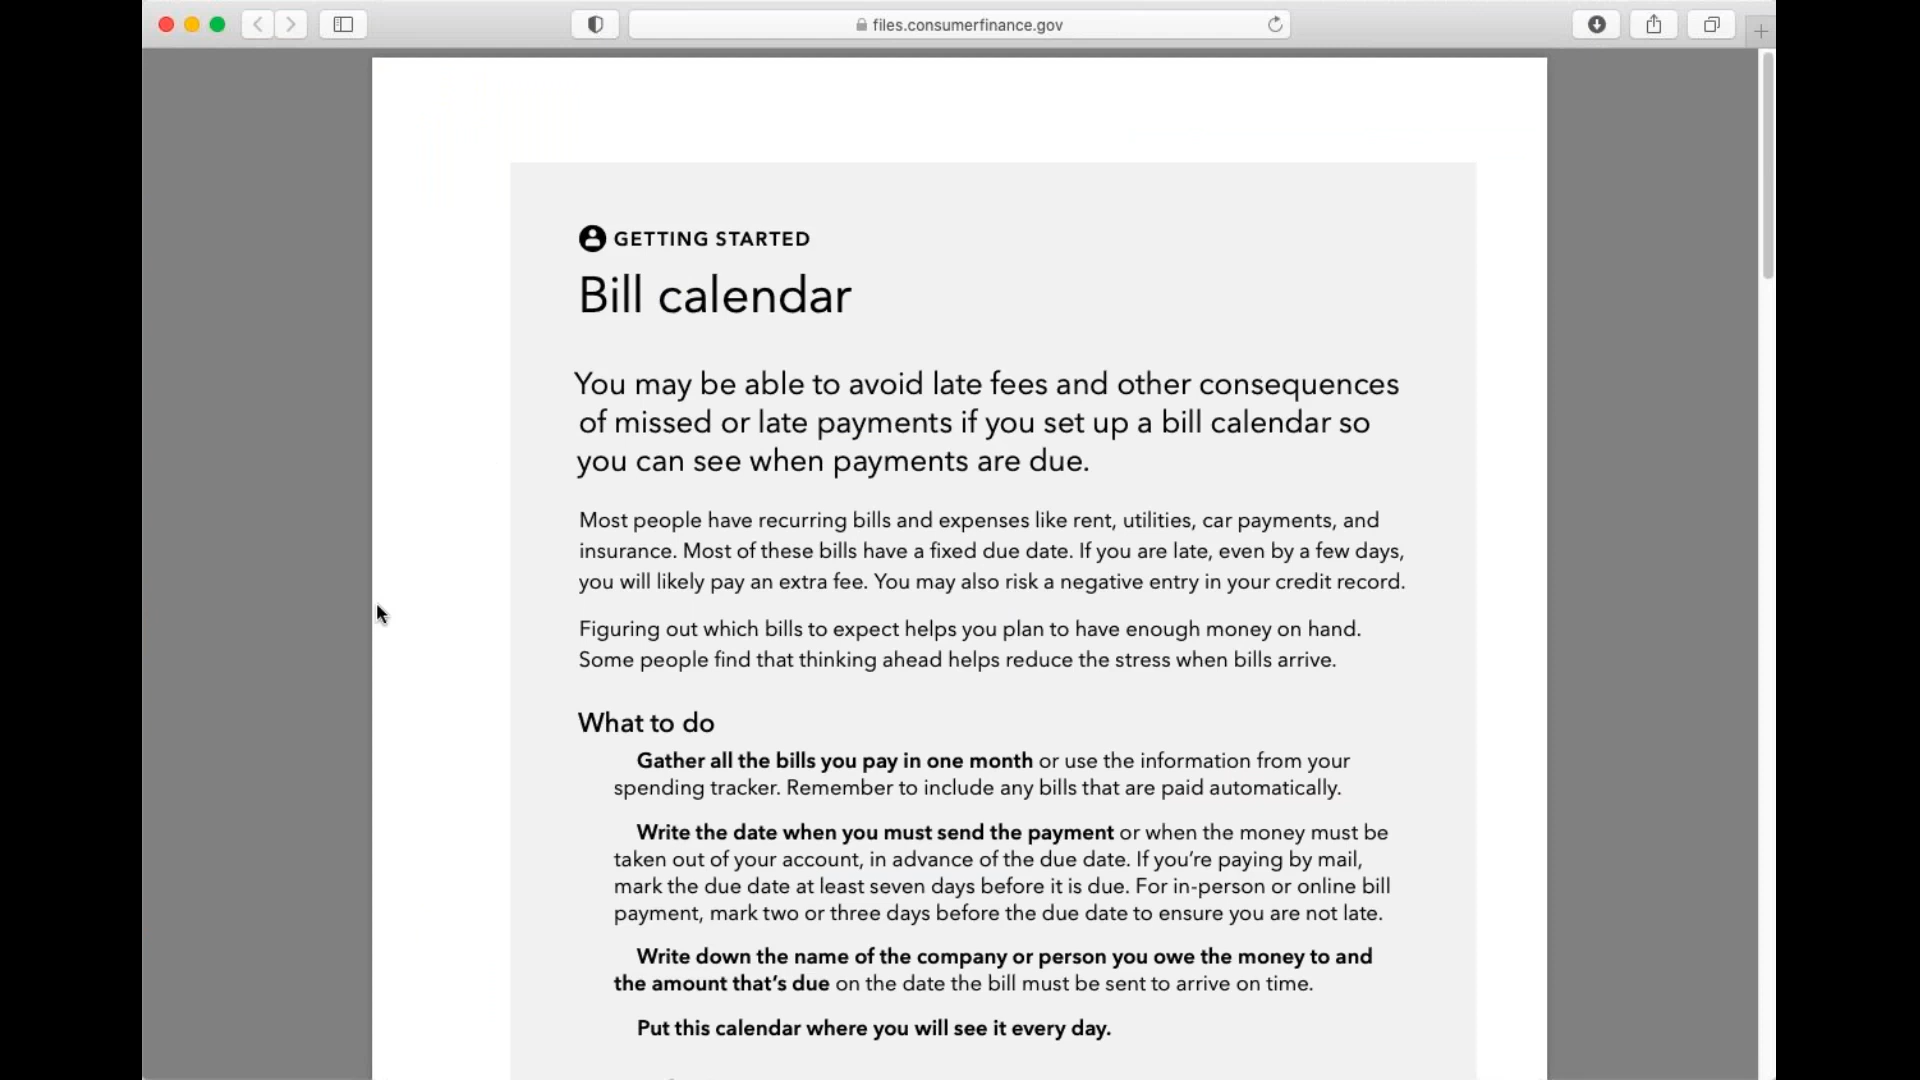 files.consumerfinance.gov
GETTING STARTED
Bill calendar
You may be able to avoid late fees and other consequences
of missed or late payments if you set up a bill calendar so
you can see when payments are due.
Most people have recurring bills and expenses like rent, utilities, car payments, and
insurance. Most of these bills have a fixed due date. If you are late, even by a few days,
you will likely pay an extra fee. You may also risk a negative entry in your credit record.
Figuring out which bills to expect helps you plan to have enough money on hand.
Some people find that thinking ahead helps reduce the stress when bills arrive.
What to do
Gather all the bills you pay in one month or use the information from your
spending tracker. Remember to include any bills that are paid automatically.
Write the date when you must send the payment or when the money must be
taken out of your account, in advance of the due date. If you’re paying by mail,
mark the due date at least seven days before it is due. For in-person or online bill
payment, mark two or three days before the due date to ensure you are not late.
Write down the name of the company or person you owe the money to and
the amount that’s due on the date the bill must be sent to arrive on time.
Put this calendar where you will see it every day.